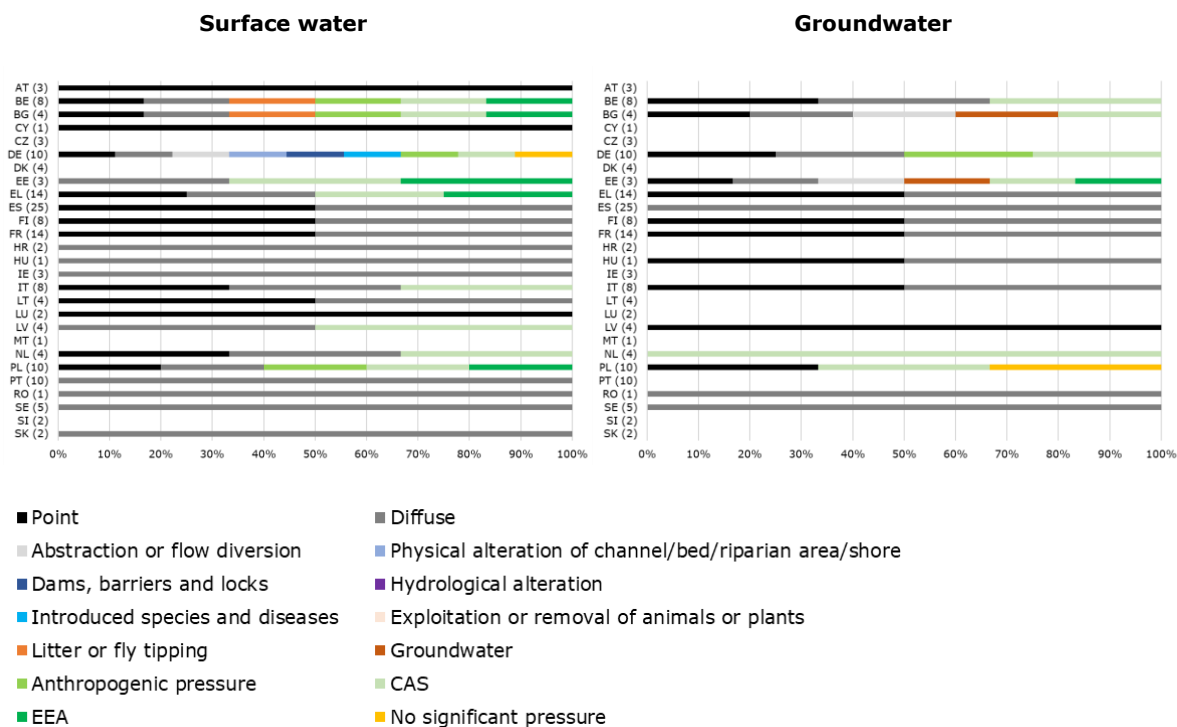 Surface water
Groundwater
AT (3)
BE (8)
BG (4)
CY (1)
CZ (3)
DE (10)
DK (4)
EE (3)
EL (14)
ES (25)
FI (8)
FR (14)
HR (2)
HU (1)
IE (3)
IT (8)
LT (4)
LU (2)
LV (4)
MT (1)
NL (4)
PL (10)
PT (10)
RO (1)
SE (5)
SI (2)
SK (2)
0% 10% 20% 30% 40% 50% 60% 70% 80% 90% 100%
AT (3)
BE (8)
BG (4)
CY (1)
CZ (3)
DE (10)
DK (4)
EE (3)
EL (14)
ES (25)
FI (8)
FR (14)
HR (2)
HU (1)
IE (3)
IT (8)
LT (4)
LU (2)
LV (4)
MT (1)
NL (4)
PL (10)
PT (10)
RO (1)
SE (5)
SI (2)
SK (2)
0% 10% 20% 30% 40% 50% 60% 70% 80% 90% 100%
Point
Diffuse
Abstraction or flow diversion
Physical alteration of channel/bed/riparian area/shore
Dams, barriers and locks
Hydrological alteration
Introduced species and diseases
Exploitation or removal of animals or plants
Litter or fly tipping
Groundwater
Anthropogenic pressure
CAS
EEA
No significant pressure